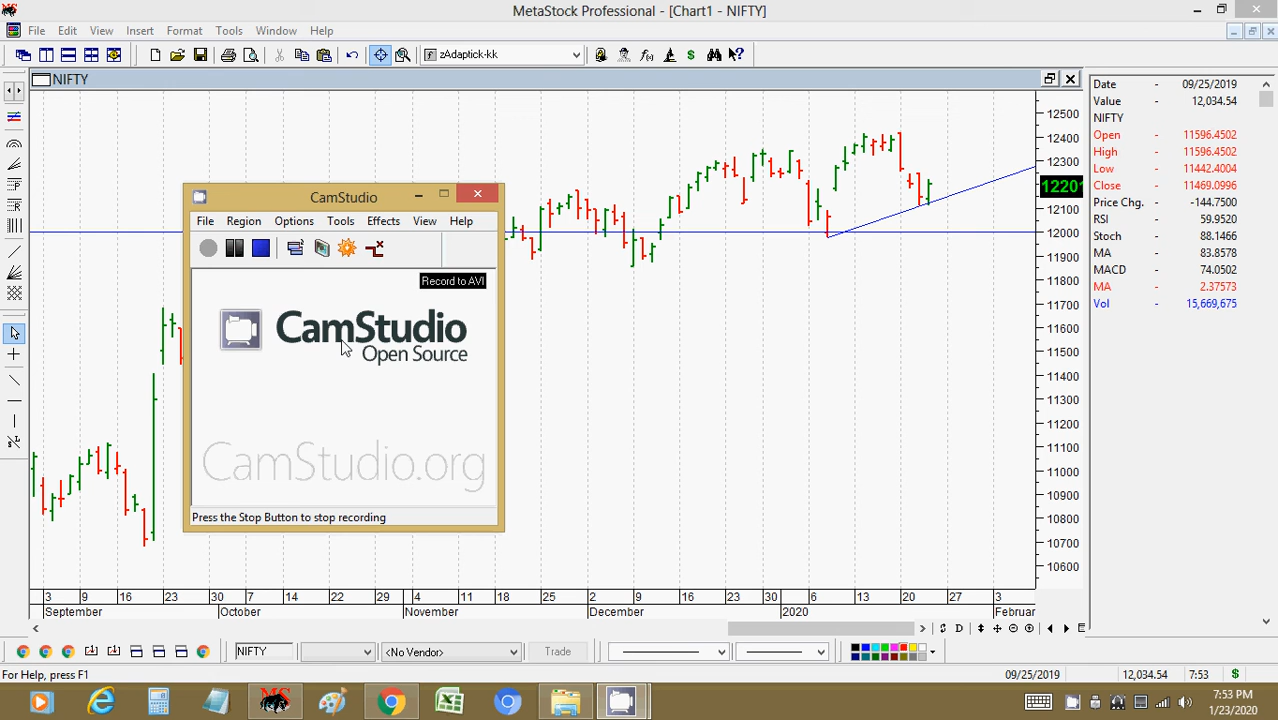 MetaStock Professional - [Chart1 - NIFTY]
File Edit View Insert Format Tools Window Help
zAdaptick-kk
NIFTY
Date - 09/25/2019
Value - 12,034.54
NIFTY
Open - 11596.4502
High - 11596.4502
Low - 11442.4004
Close - 11469.0996
Price Chg. - -144.7500
RSI - 59.9520
Stoch - 88.1466
MA - 83.8578
MACD - 74.0502
MA - 2.37573
Vol - 15,669,675
12500
12400
12300
12201
12100
12000
11900
11800
11700
11600
11500
11400
11300
11200
11100
11000
10900
10800
10700
10600
CamStudio
File Region Options Tools Effects View Help
Record to AVI
CamStudio
Open Source
CamStudio.org
Press the Stop Button to stop recording
3 9 16 23 30 7 14 22 29 4 11 18 25 2 9 16 23 30 6 13 20 27 3
September October November December 2020 Februar
D
NIFTY <No Vendor> Trade
For Help, press F1
09/25/2019 12,034.54 7:53 $
7:53 PM
1/23/2020